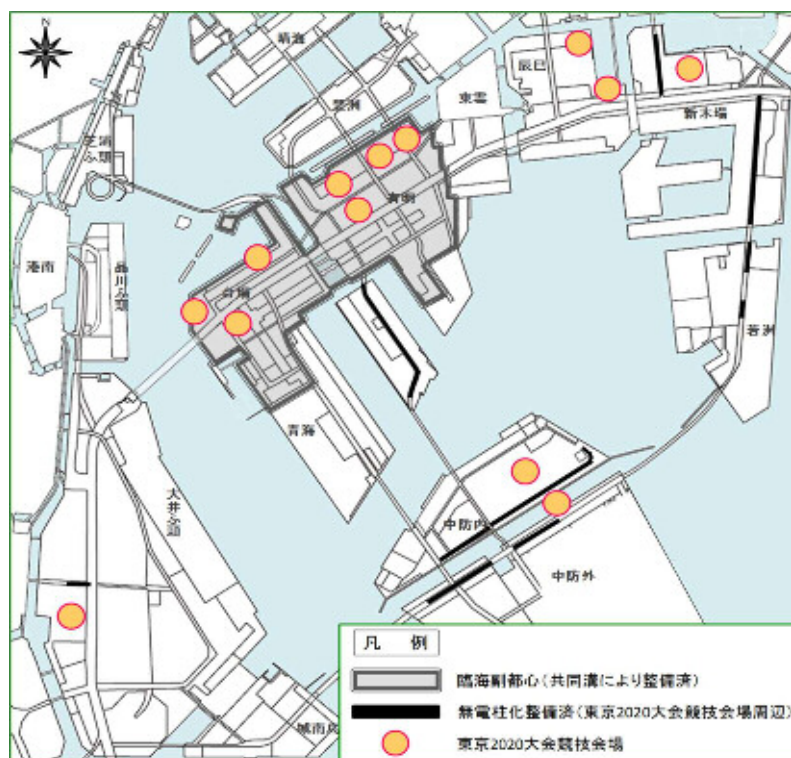 N
晴海
豊洲
辰巳
東雲
新木場
芝浦ふ頭
有明
港南
品川ふ頭
台場
若洲
青海
大井ふ頭
中防内
中防外
城南島
凡 例
臨海副都心（共同溝により整備済）
無電柱化整備済（東京2020大会競技会場周辺）
東京2020大会競技会場